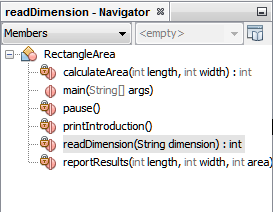 readDimension - Navigator
Members <empty>
RectangleArea
calculateArea(int length, int width) : int
main(String[] args)
pause()
printIntroduction()
readDimension(String dimension) : int
reportResults(int length, int width, int area)